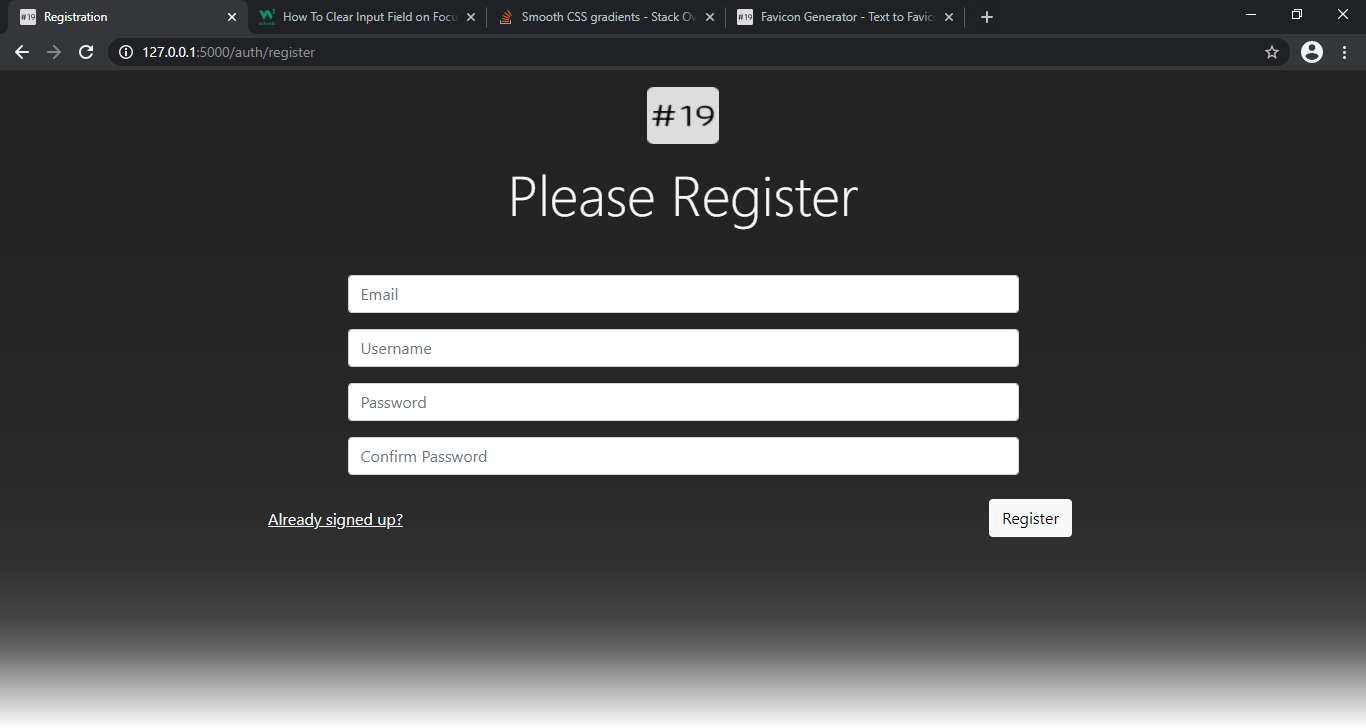 #19 Registration
W3 schools How To Clear Input Field on Focu
Smooth CSS gradients - Stack Ov
#19 Favicon Generator - Text to Favic
127.0.0.1:5000/auth/register
#19
Please Register
Email
Username
Password
Confirm Password
Already signed up?
Register